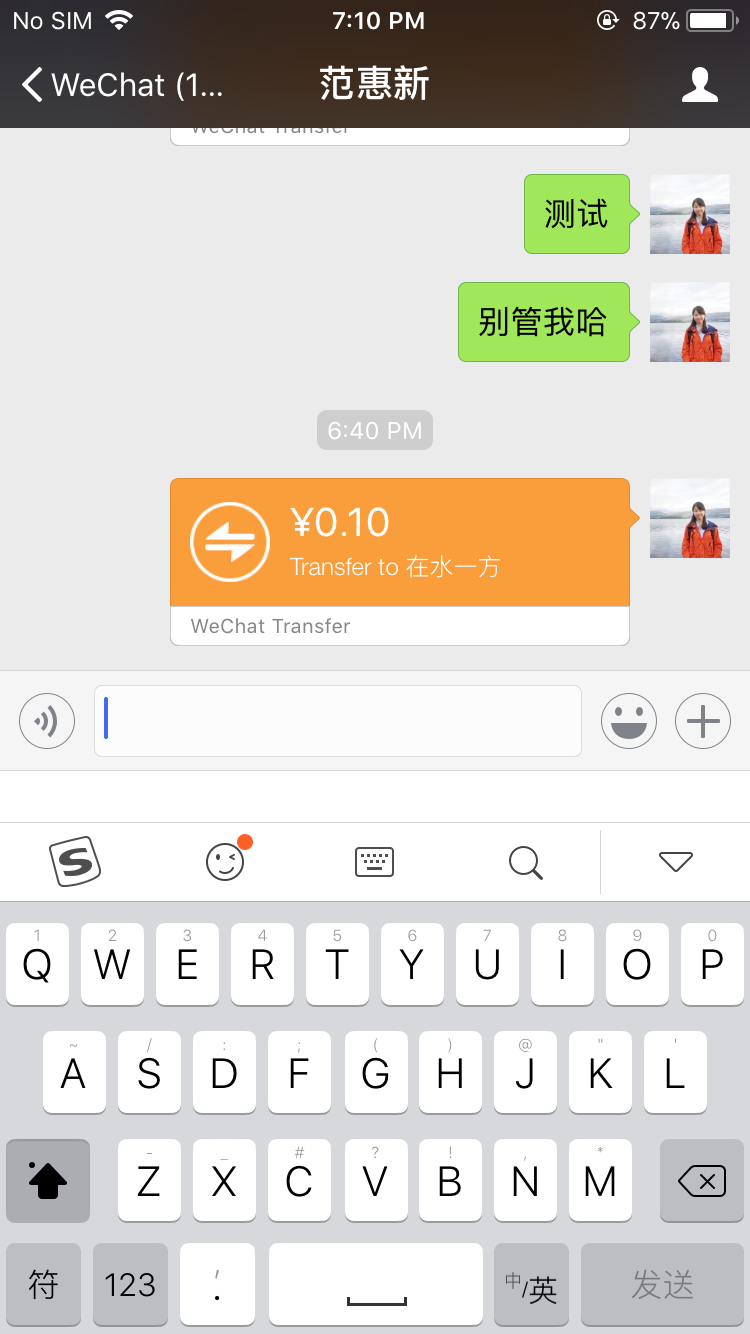 No SIM 7:10 PM 87%
WeChat (1... 范惠新
WeChat Transfer
测试
别管我哈
6:40 PM
¥0.10
Transfer to 在水一方
WeChat Transfer
S
1 2 3 4 5 6 7 8 9 0
Q W E R T Y U I O P
~ / : ; ( ) @ " '
A S D F G H J K L
- _ # ? ! , *
Z X C V B N M
符 123 , . 中/英 发送